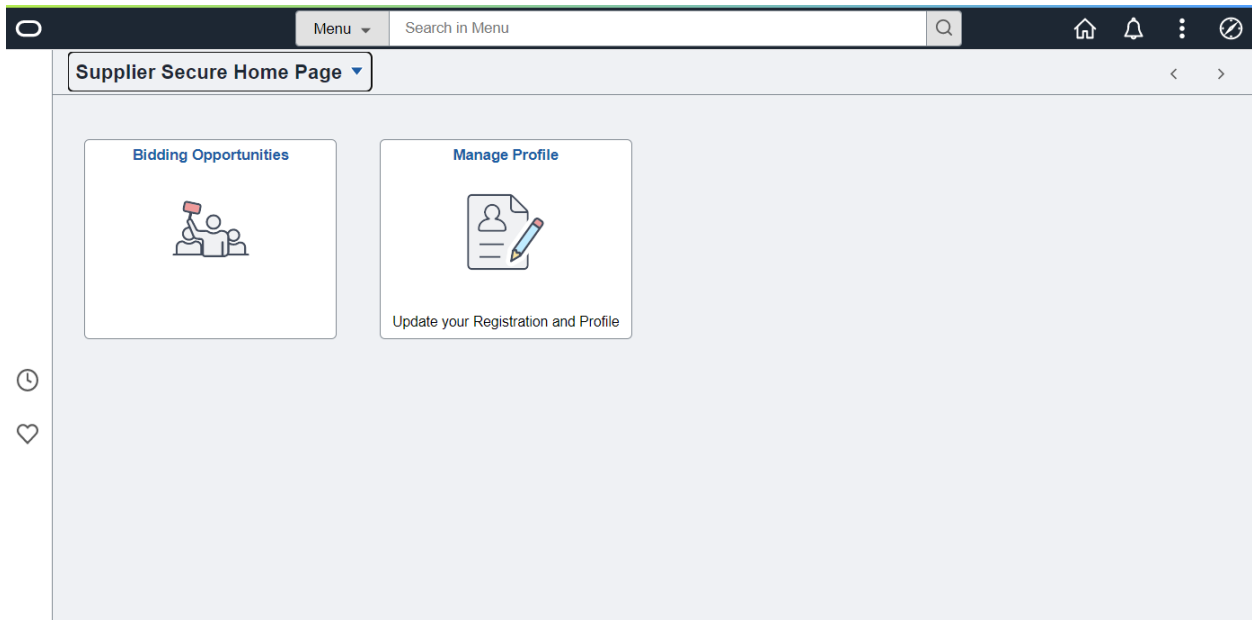 Menu
Search in Menu
Supplier Secure Home Page
Bidding Opportunities
Manage Profile
Update your Registration and Profile